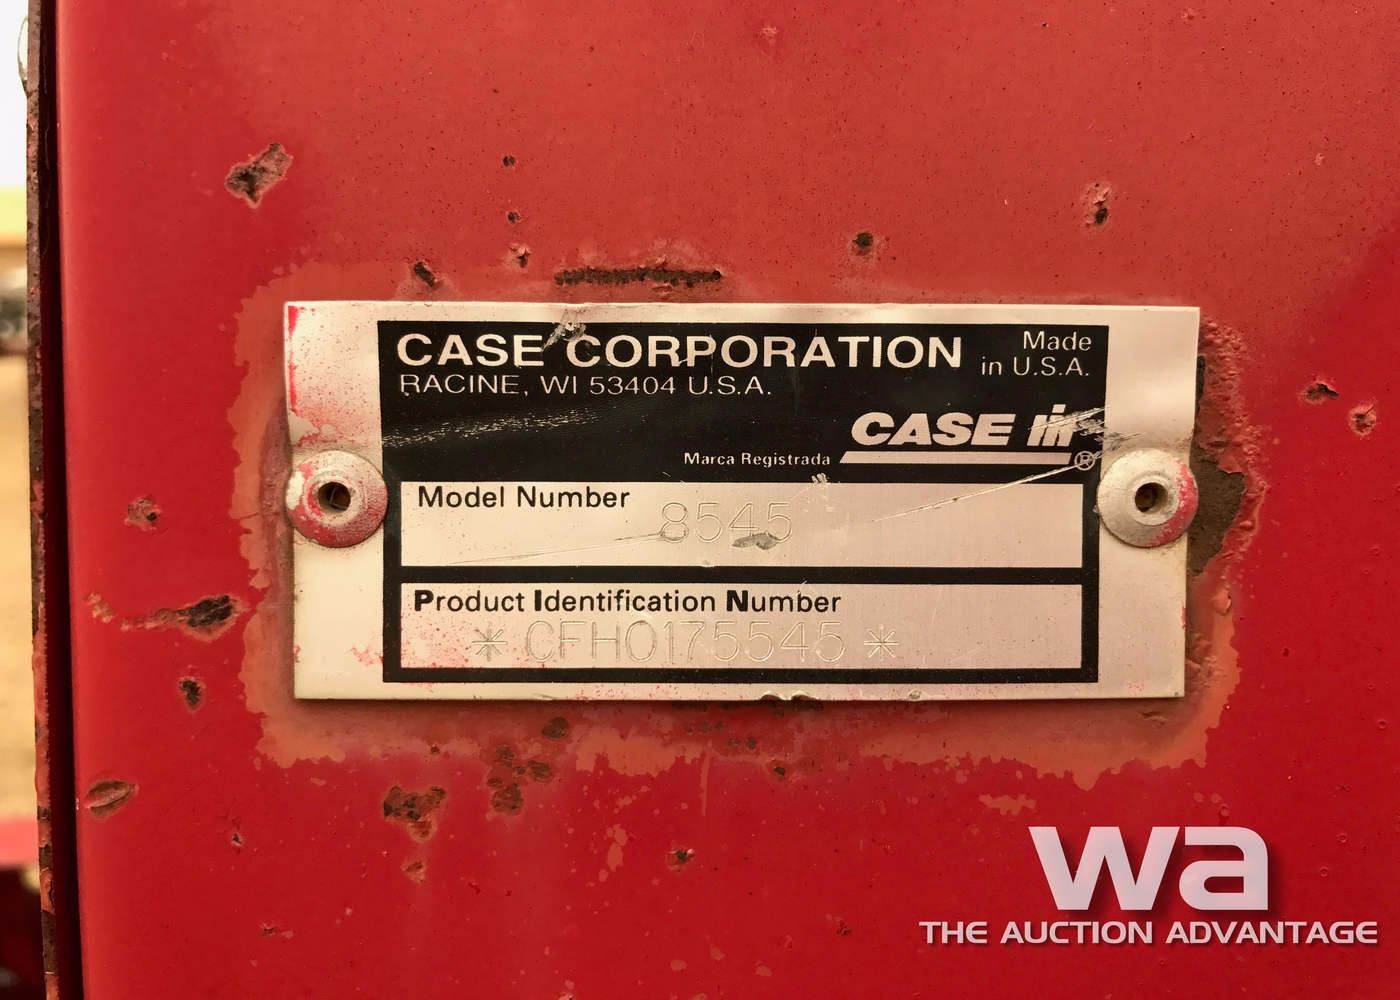 CASE CORPORATION
Made
in U.S.A.
RACINE, WI 53404 U.S.A.
CASE IH
Marca Registrada ®
Model Number
8545
Product Identification Number
* CFH0175545 *
wa
THE AUCTION ADVANTAGE